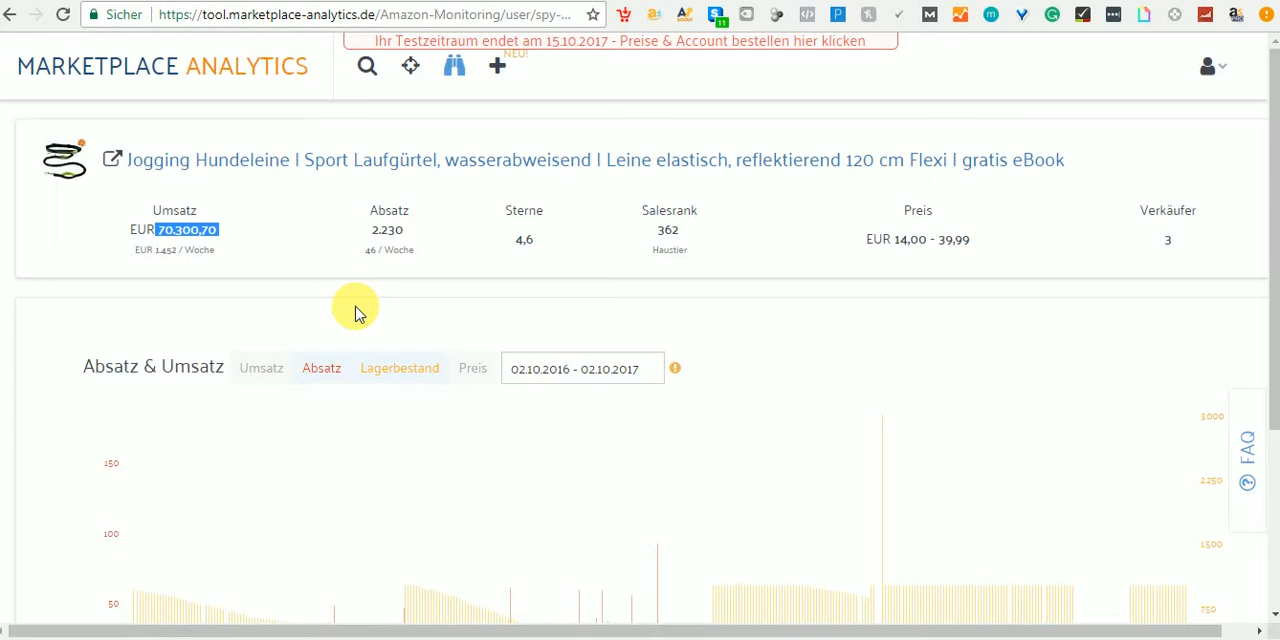 Sicher
https://tool.marketplace-analytics.de/Amazon-Monitoring/user/spy-...
Ihr Testzeitraum endet am 15.10.2017 - Preise & Account bestellen hier klicken
NEU!
MARKETPLACE ANALYTICS
Jogging Hundeleine I Sport Laufgürtel, wasserabweisend I Leine elastisch, reflektierend 120 cm Flexi I gratis eBook
Umsatz Absatz Sterne Salesrank Preis Verkäufer
EUR 70.300,70 2.230 4,6 362 EUR 14,00 - 39,99 3
EUR 1.452 / Woche 46 / Woche Haustier
Absatz & Umsatz Umsatz Absatz Lagerbestand Preis 02.10.2016 - 02.10.2017
3.000
150
2.250
FAQ
100
1500
50
750